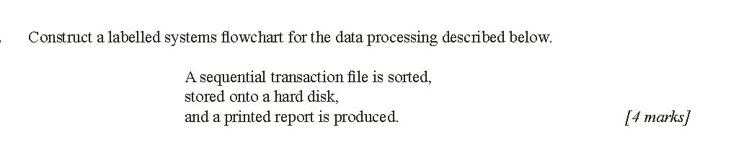 Construct a labelled systems flowchart for the data processing described below.
A sequential transaction file is sorted,
stored onto a hard disk,
and a printed report is produced.
[4 marks]